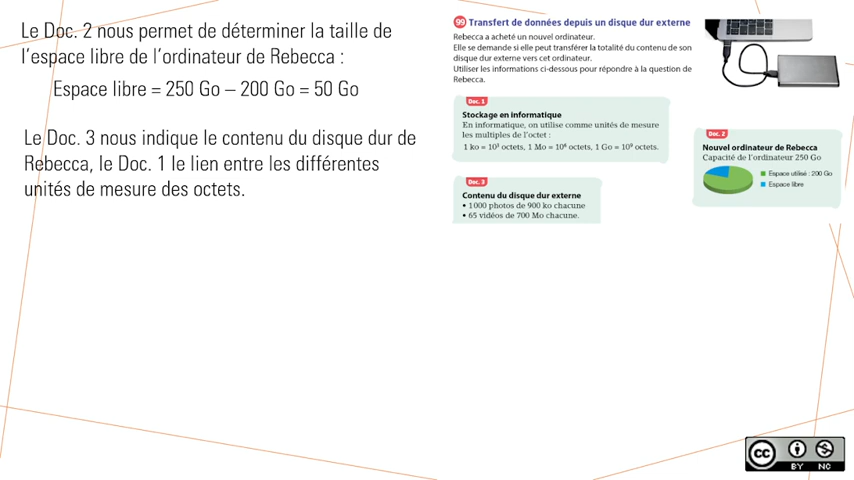 Le Doc. 2 nous permet de déterminer la taille de
l'espace libre de l'ordinateur de Rebecca :
Espace libre = 250 Go – 200 Go = 50 Go
Le Doc. 3 nous indique le contenu du disque dur de
Rebecca, le Doc. 1 le lien entre les différentes
unités de mesure des octets.
99 Transfert de données depuis un disque dur externe
Rebecca a acheté un nouvel ordinateur.
Elle se demande si elle peut transférer la totalité du contenu de son
disque dur externe vers cet ordinateur.
Utiliser les informations ci-dessous pour répondre à la question de
Rebecca.
Doc. 1
Stockage en informatique
En informatique, on utilise comme unités de mesure
les multiples de l'octet :
1 ko = 10³ octets, 1 Mo = 10⁶ octets, 1 Go = 10⁹ octets.
Doc. 2
Nouvel ordinateur de Rebecca
Capacité de l'ordinateur 250 Go
Espace utilisé : 200 Go
Espace libre
Doc. 3
Contenu du disque dur externe
• 1 000 photos de 900 ko chacune
• 65 vidéos de 700 Mo chacune.
cc
BY NC